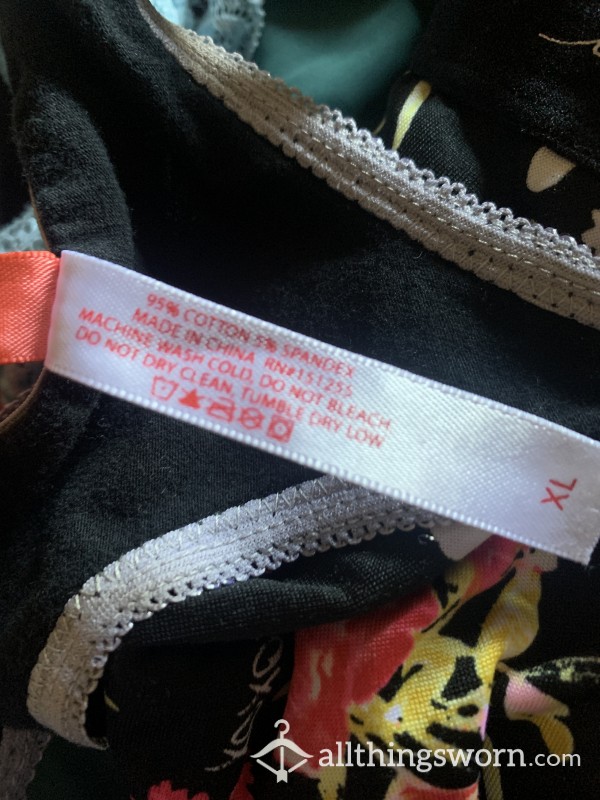 95% COTTON 5% SPANDEX
MADE IN CHINA RN#151255
MACHINE WASH COLD, DO NOT BLEACH
DO NOT DRY CLEAN, TUMBLE DRY LOW
XL
allthingsworn.com